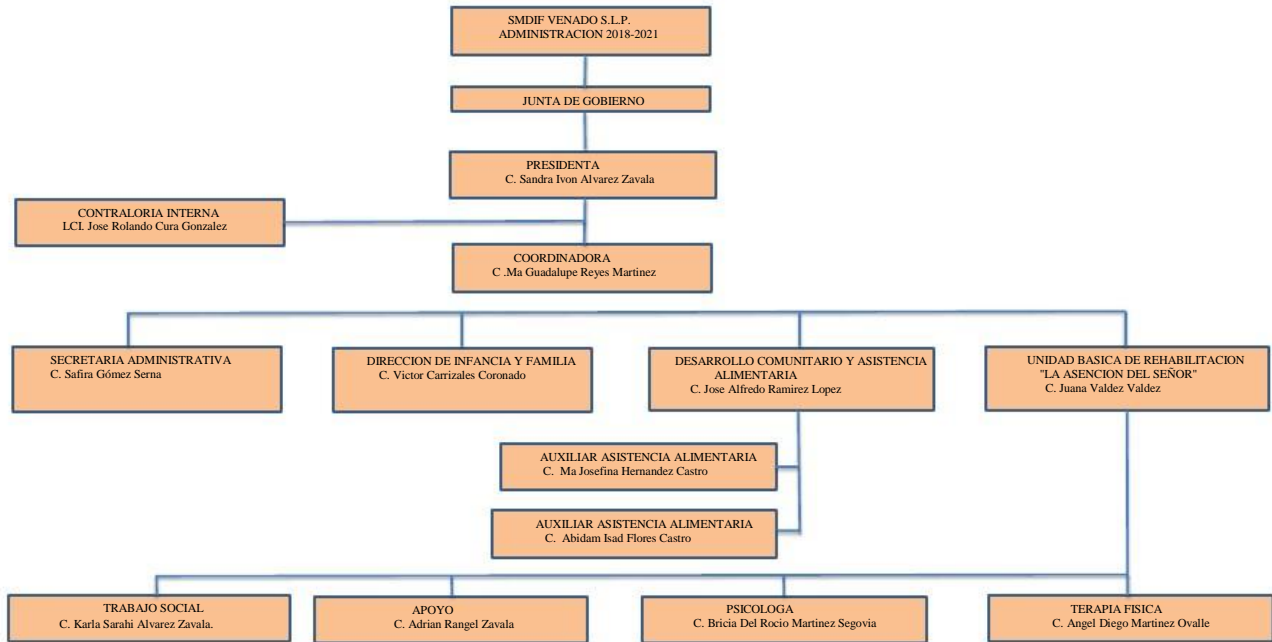 SMDIF VENADO S.L.P.
ADMINISTRACION 2018-2021
JUNTA DE GOBIERNO
PRESIDENTA
C. Sandra Ivon Alvarez Zavala
CONTRALORIA INTERNA
LCI. Jose Rolando Cura Gonzalez
COORDINADORA
C .Ma Guadalupe Reyes Martinez
SECRETARIA ADMINISTRATIVA
C. Safira Gómez Serna
DIRECCION DE INFANCIA Y FAMILIA
C. Victor Carrizales Coronado
DESARROLLO COMUNITARIO Y ASISTENCIA
ALIMENTARIA
C. Jose Alfredo Ramirez Lopez
UNIDAD BASICA DE REHABILITACION
"LA ASENCION DEL SEÑOR"
C. Juana Valdez Valdez
AUXILIAR ASISTENCIA ALIMENTARIA
C. Ma Josefina Hernandez Castro
AUXILIAR ASISTENCIA ALIMENTARIA
C. Abidam Isad Flores Castro
TRABAJO SOCIAL
C. Karla Sarahi Alvarez Zavala.
APOYO
C. Adrian Rangel Zavala
PSICOLOGA
C. Bricia Del Rocio Martinez Segovia
TERAPIA FISICA
C. Angel Diego Martinez Ovalle